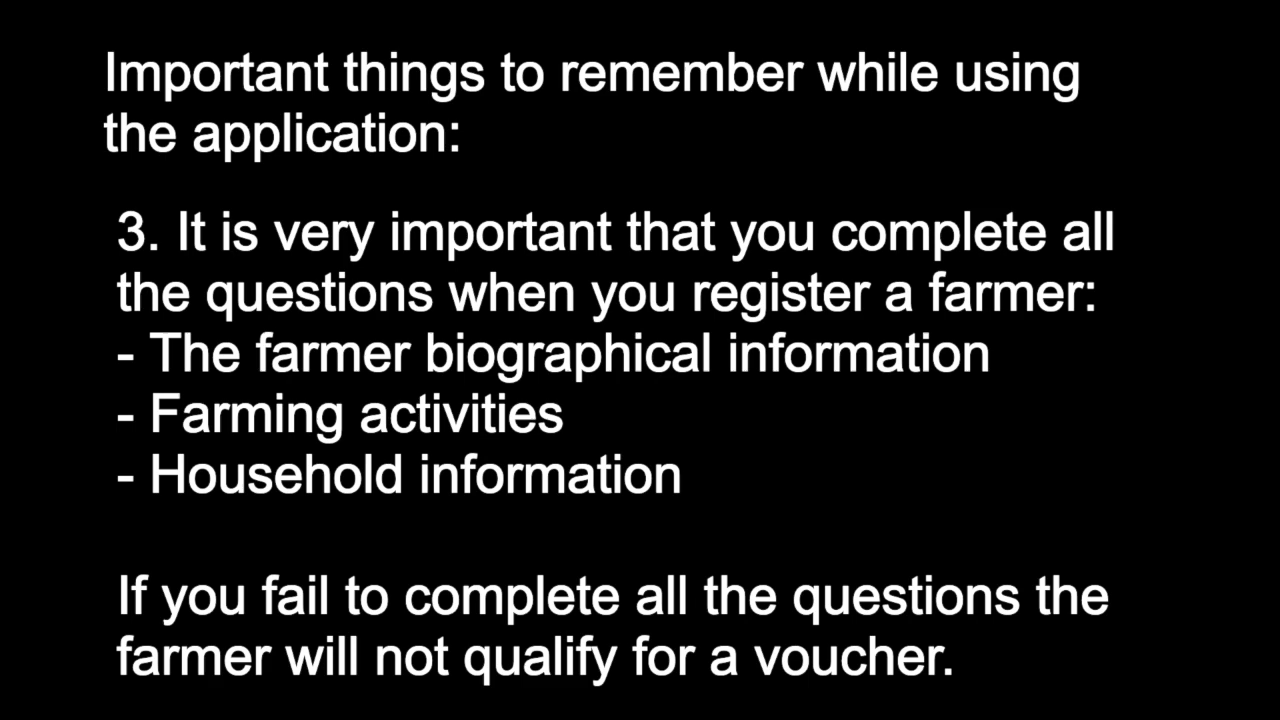 Important things to remember while using
the application:
3. It is very important that you complete all
the questions when you register a farmer:
- The farmer biographical information
- Farming activities
- Household information
If you fail to complete all the questions the
farmer will not qualify for a voucher.